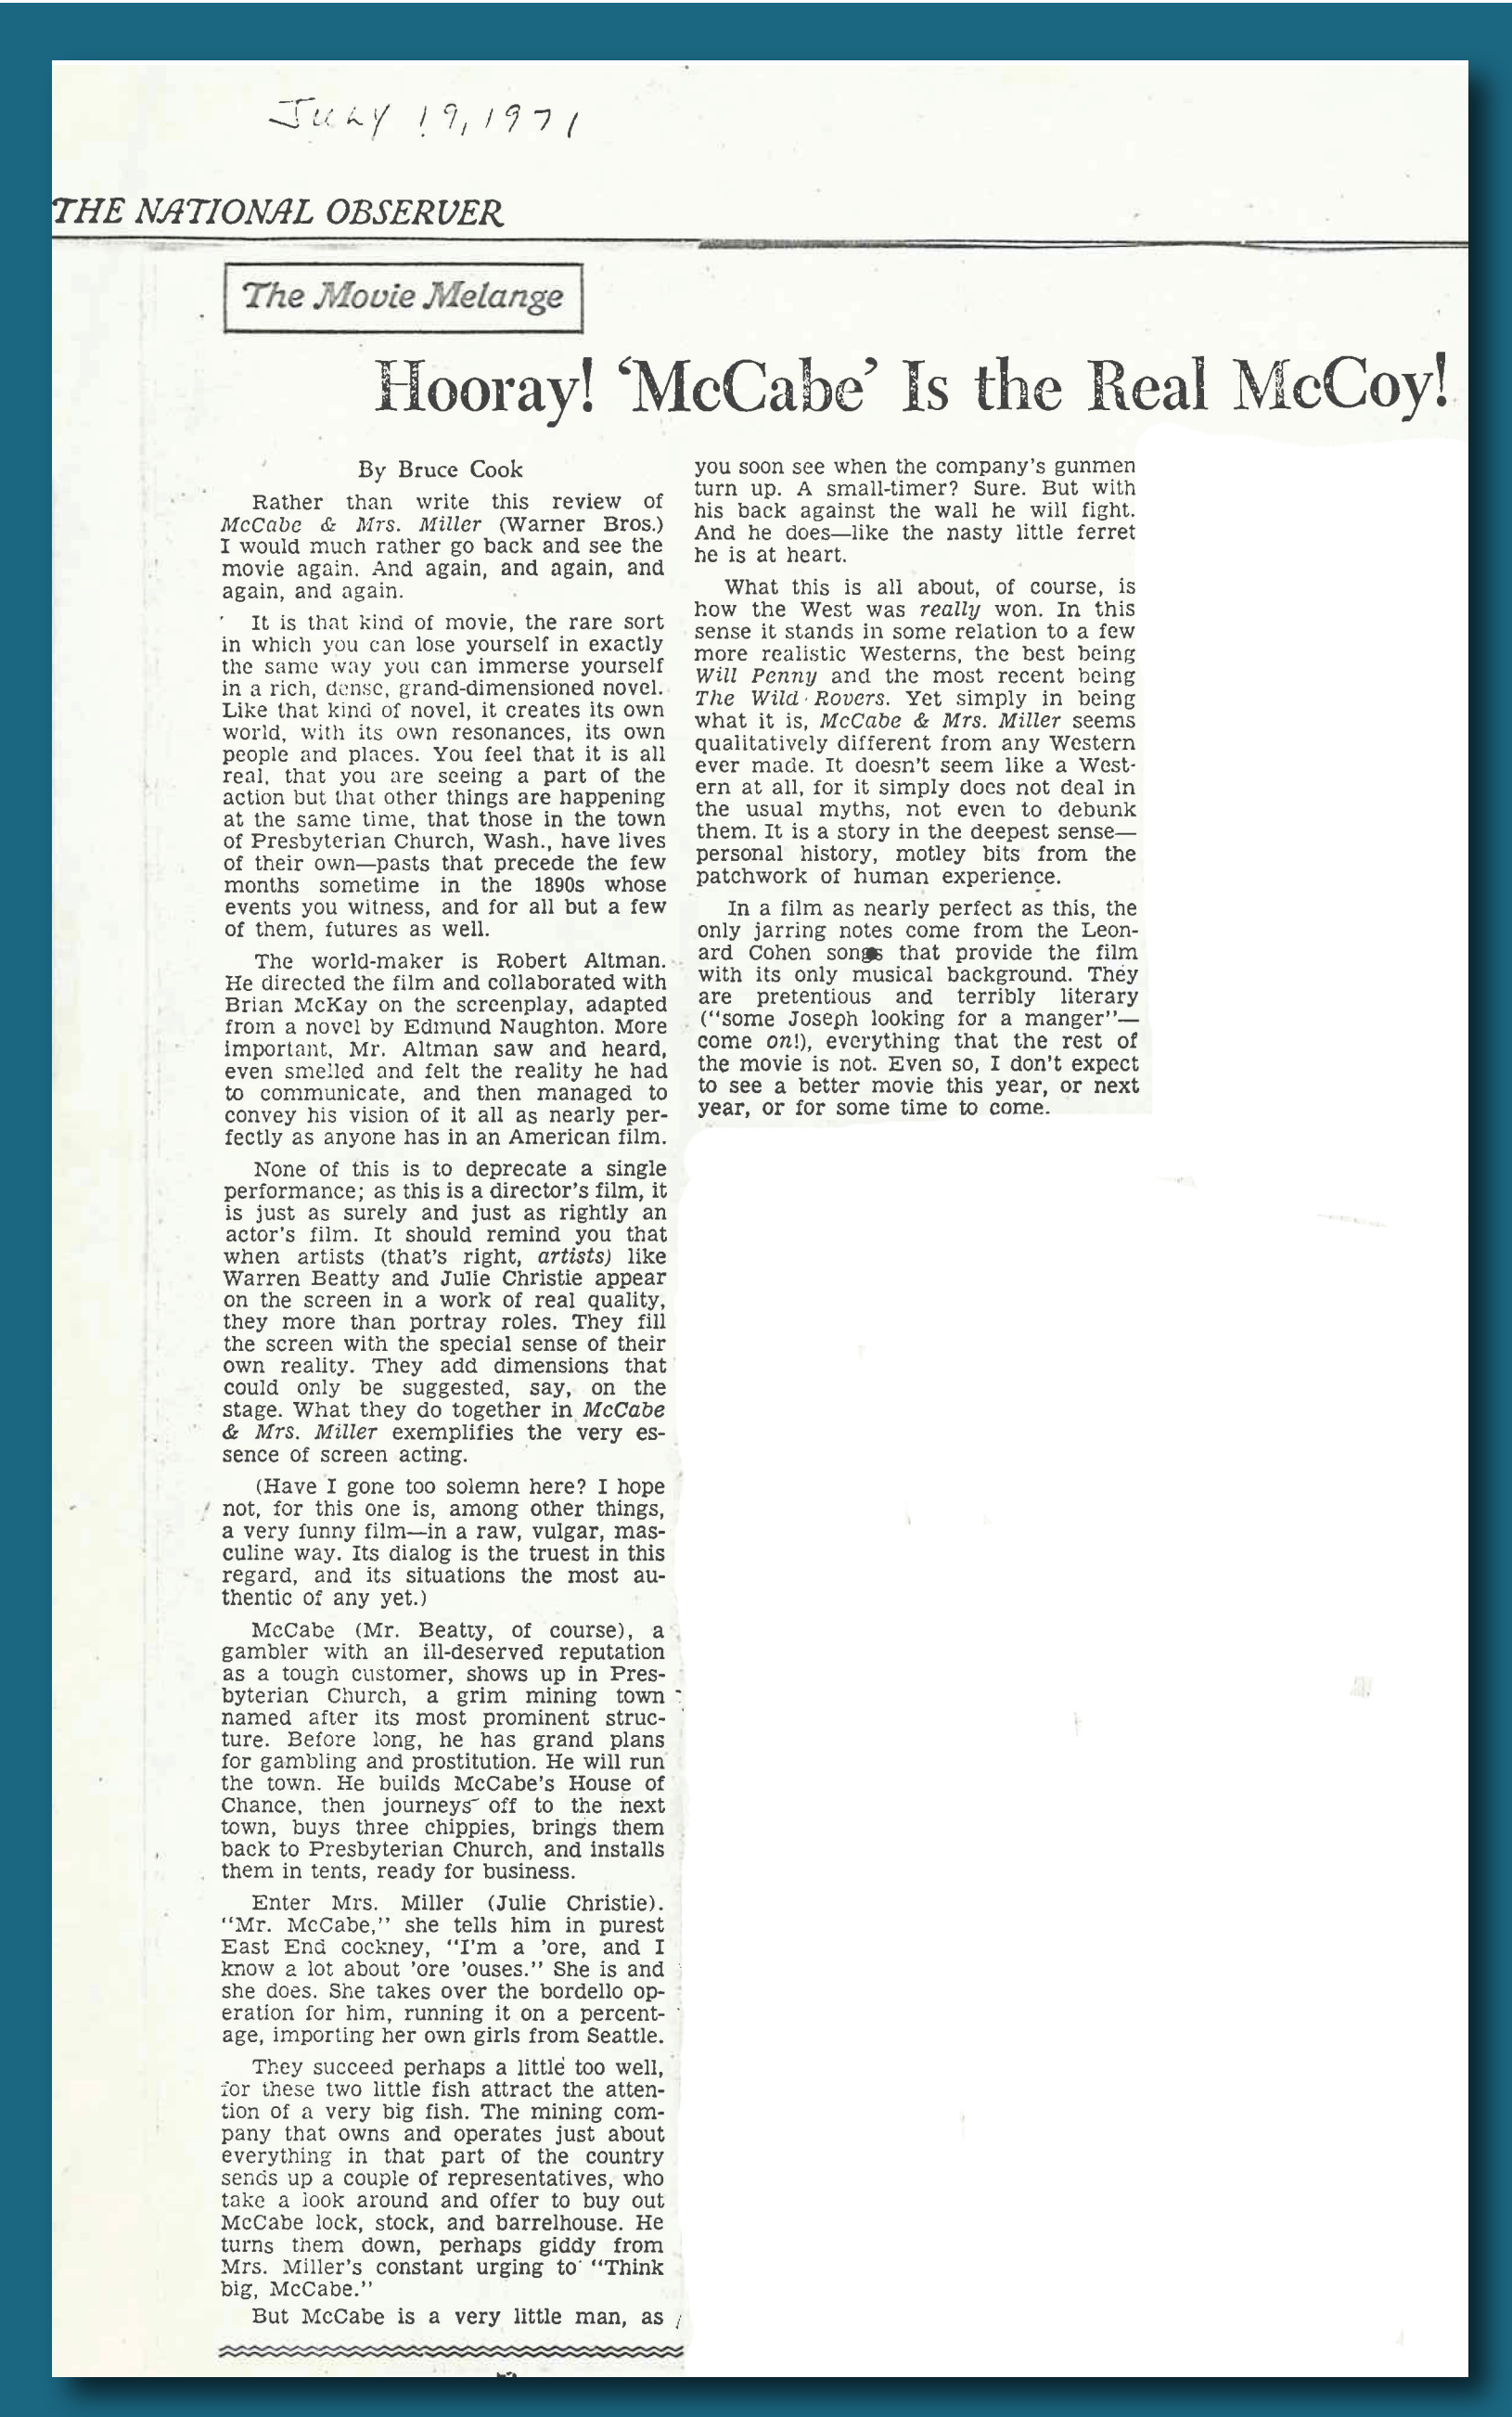 JULY 19, 1971
THE NATIONAL OBSERVER
The Movie Melange
Hooray! ‘McCabe’ Is the Real McCoy!
By Bruce Cook
Rather than write this review of
McCabe & Mrs. Miller (Warner Bros.)
I would much rather go back and see the
movie again. And again, and again, and
again, and again.
It is that kind of movie, the rare sort
in which you can lose yourself in exactly
the same way you can immerse yourself
in a rich, dense, grand-dimensioned novel.
Like that kind of novel, it creates its own
world, with its own resonances, its own
people and places. You feel that it is all
real, that you are seeing a part of the
action but that other things are happening
at the same time, that those in the town
of Presbyterian Church, Wash., have lives
of their own—pasts that precede the few
months sometime in the 1890s whose
events you witness, and for all but a few
of them, futures as well.
The world-maker is Robert Altman.
He directed the film and collaborated with
Brian McKay on the screenplay, adapted
from a novel by Edmund Naughton. More
important, Mr. Altman saw and heard,
even smelled and felt the reality he had
to communicate, and then managed to
convey his vision of it all as nearly per-
fectly as anyone has in an American film.
None of this is to deprecate a single
performance; as this is a director's film, it
is just as surely and just as rightly an
actor's film. It should remind you that
when artists (that's right, artists) like
Warren Beatty and Julie Christie appear
on the screen in a work of real quality,
they more than portray roles. They fill
the screen with the special sense of their
own reality. They add dimensions that
could only be suggested, say, on the
stage. What they do together in McCabe
& Mrs. Miller exemplifies the very es-
sence of screen acting.
(Have I gone too solemn here? I hope
not, for this one is, among other things,
a very funny film—in a raw, vulgar, mas-
culine way. Its dialog is the truest in this
regard, and its situations the most au-
thentic of any yet.)
McCabe (Mr. Beatty, of course), a
gambler with an ill-deserved reputation
as a tough customer, shows up in Pres-
byterian Church, a grim mining town
named after its most prominent struc-
ture. Before long, he has grand plans
for gambling and prostitution. He will run
the town. He builds McCabe's House of
Chance, then journeys off to the next
town, buys three chippies, brings them
back to Presbyterian Church, and installs
them in tents, ready for business.
Enter Mrs. Miller (Julie Christie).
"Mr. McCabe," she tells him in purest
East End cockney, "I'm a 'ore, and I
know a lot about 'ore 'ouses." She is and
she does. She takes over the bordello op-
eration for him, running it on a percent-
age, importing her own girls from Seattle.
They succeed perhaps a little too well,
for these two little fish attract the atten-
tion of a very big fish. The mining com-
pany that owns and operates just about
everything in that part of the country
sends up a couple of representatives, who
take a look around and offer to buy out
McCabe lock, stock, and barrelhouse. He
turns them down, perhaps giddy from
Mrs. Miller's constant urging to "Think
big, McCabe."
But McCabe is a very little man, as
you soon see when the company's gunmen
turn up. A small-timer? Sure. But with
his back against the wall he will fight.
And he does—like the nasty little ferret
he is at heart.
What this is all about, of course, is
how the West was really won. In this
sense it stands in some relation to a few
more realistic Westerns, the best being
Will Penny and the most recent being
The Wild Rovers. Yet simply in being
what it is, McCabe & Mrs. Miller seems
qualitatively different from any Western
ever made. It doesn't seem like a West-
ern at all, for it simply does not deal in
the usual myths, not even to debunk
them. It is a story in the deepest sense—
personal history, motley bits from the
patchwork of human experience.
In a film as nearly perfect as this, the
only jarring notes come from the Leon-
ard Cohen songs that provide the film
with its only musical background. They
are pretentious and terribly literary
("some Joseph looking for a manger"—
come on!), everything that the rest of
the movie is not. Even so, I don't expect
to see a better movie this year, or next
year, or for some time to come.